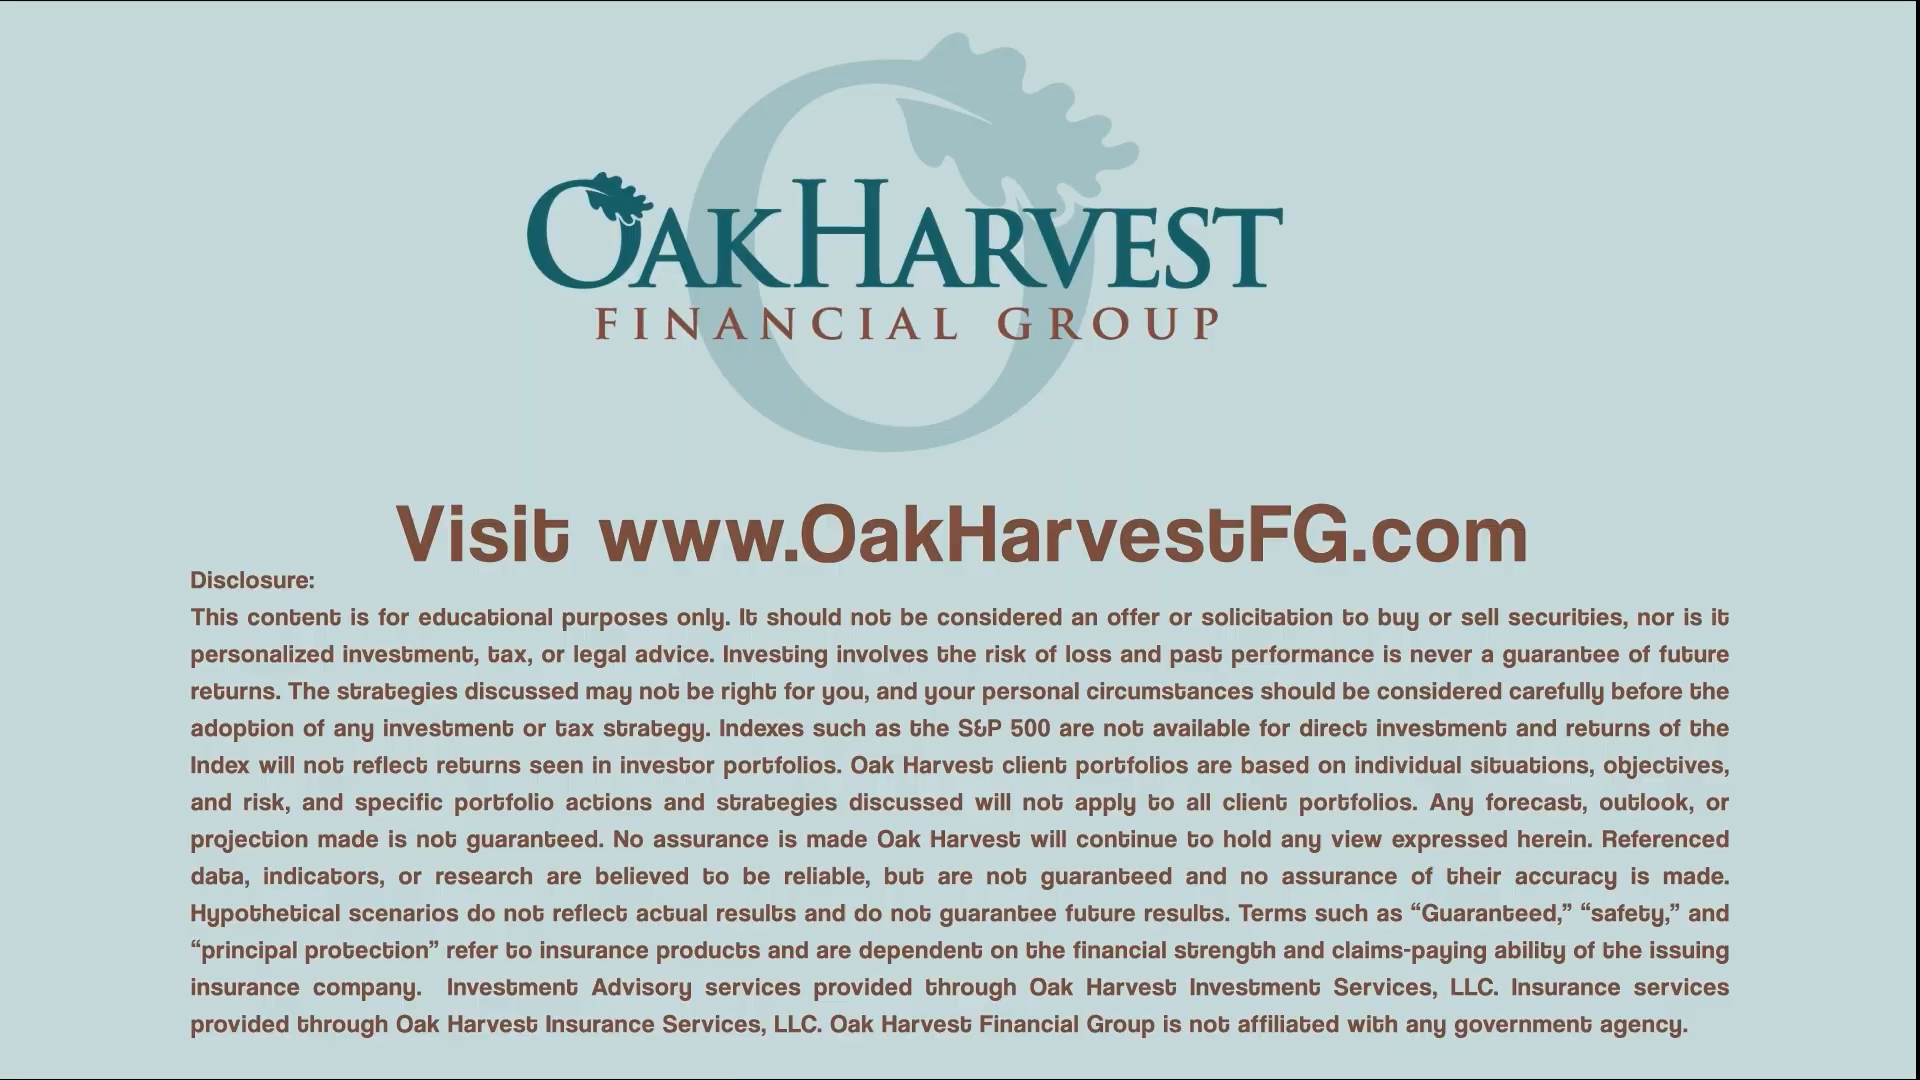 OAKHARVEST
FINANCIAL GROUP
Visit www.OakHarvestFG.com
Disclosure:
This content is for educational purposes only. It should not be considered an offer or solicitation to buy or sell securities, nor is it
personalized investment, tax, or legal advice. Investing involves the risk of loss and past performance is never a guarantee of future
returns. The strategies discussed may not be right for you, and your personal circumstances should be considered carefully before the
adoption of any investment or tax strategy. Indexes such as the S&P 500 are not available for direct investment and returns of the
Index will not reflect returns seen in investor portfolios. Oak Harvest client portfolios are based on individual situations, objectives,
and risk, and specific portfolio actions and strategies discussed will not apply to all client portfolios. Any forecast, outlook, or
projection made is not guaranteed. No assurance is made Oak Harvest will continue to hold any view expressed herein. Referenced
data, indicators, or research are believed to be reliable, but are not guaranteed and no assurance of their accuracy is made.
Hypothetical scenarios do not reflect actual results and do not guarantee future results. Terms such as “Guaranteed,” “safety,” and
“principal protection” refer to insurance products and are dependent on the financial strength and claims-paying ability of the issuing
insurance company.  Investment Advisory services provided through Oak Harvest Investment Services, LLC. Insurance services
provided through Oak Harvest Insurance Services, LLC. Oak Harvest Financial Group is not affiliated with any government agency.